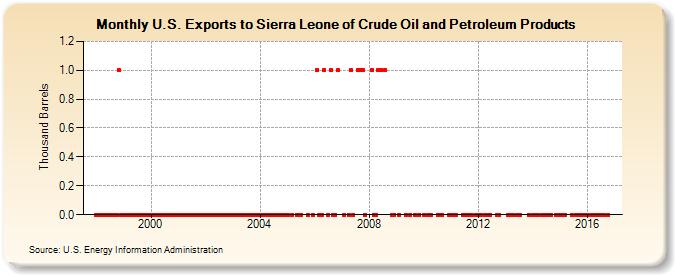 Monthly U.S. Exports to Sierra Leone of Crude Oil and Petroleum Products
Thousand Barrels
1.2
1.0
0.8
0.6
0.4
0.2
0.0
2000 2004 2008 2012 2016
Source: U.S. Energy Information Administration